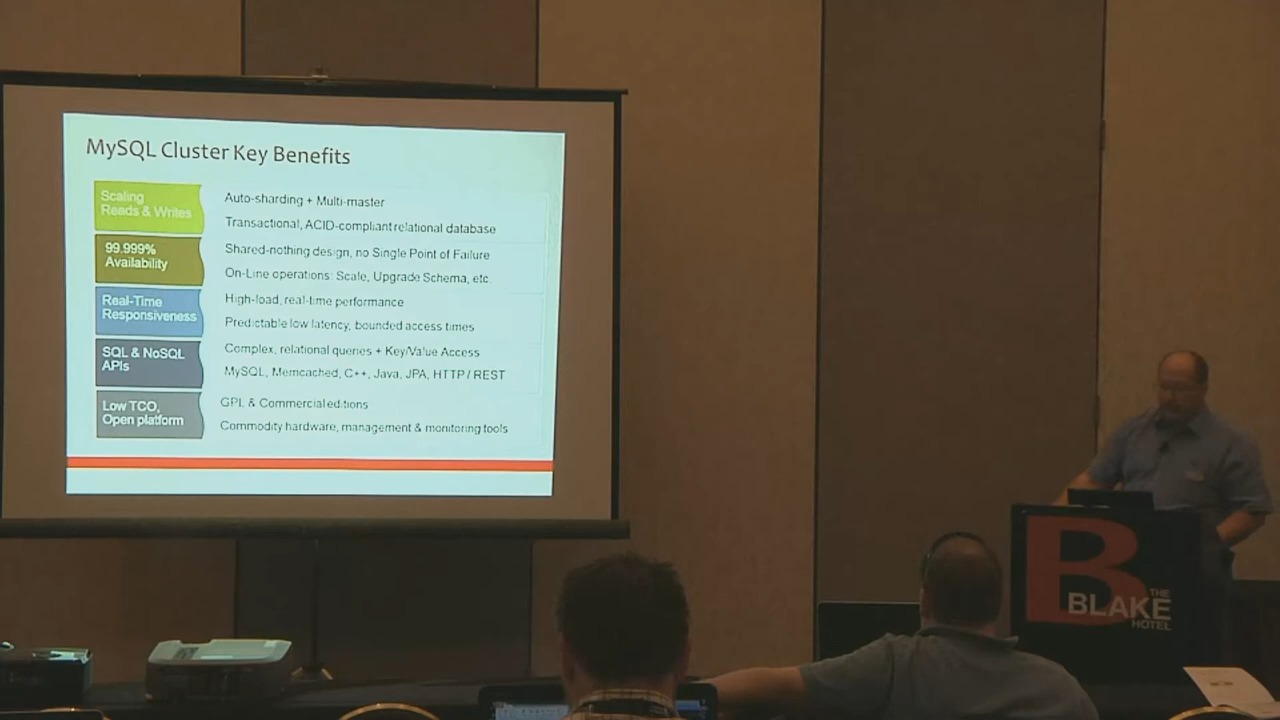 MySQL Cluster Key Benefits
Scaling
Reads & Writes
Auto-sharding + Multi-master
Transactional, ACID-compliant relational database
99.999%
Availability
Shared-nothing design, no Single Point of Failure
On-Line operations: Scale, Upgrade Schema, etc.
Real-Time
Responsiveness
High-load, real-time performance
Predictable low latency, bounded access times
SQL & NoSQL
APIs
Complex, relational queries + Key/Value Access
MySQL, Memcached, C++, Java, JPA, HTTP / REST
Low TCO,
Open platform
GPL & Commercial editions
Commodity hardware, management & monitoring tools
B
THE
BLAKE
HOTEL